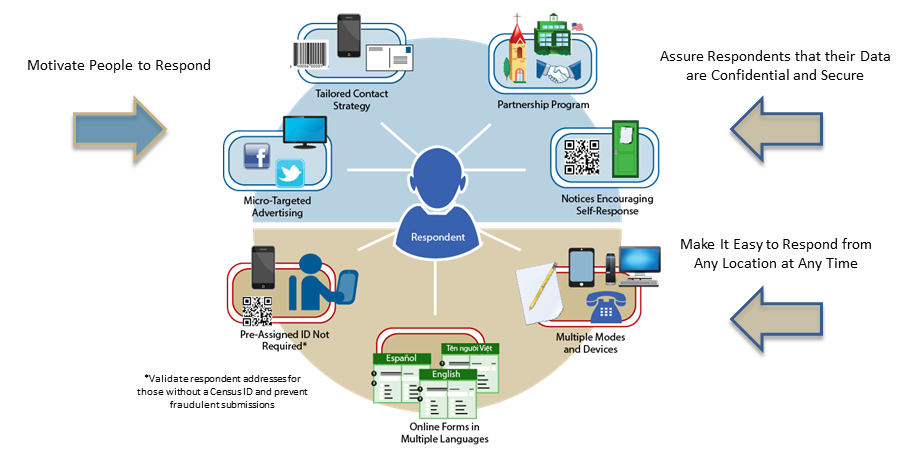 Motivate People to Respond
Assure Respondents that their Data
are Confidential and Secure
Tailored Contact
Strategy
Partnership Program
Micro-Targeted
Advertising
Notices Encouraging
Self-Response
Respondent
Make It Easy to Respond from
Any Location at Any Time
Pre-Assigned ID Not
Required*
Multiple Modes
and Devices
*Validate respondent addresses for
those without a Census ID and prevent
fraudulent submissions
Tên người Việt
Español
English
Online Forms in
Multiple Languages